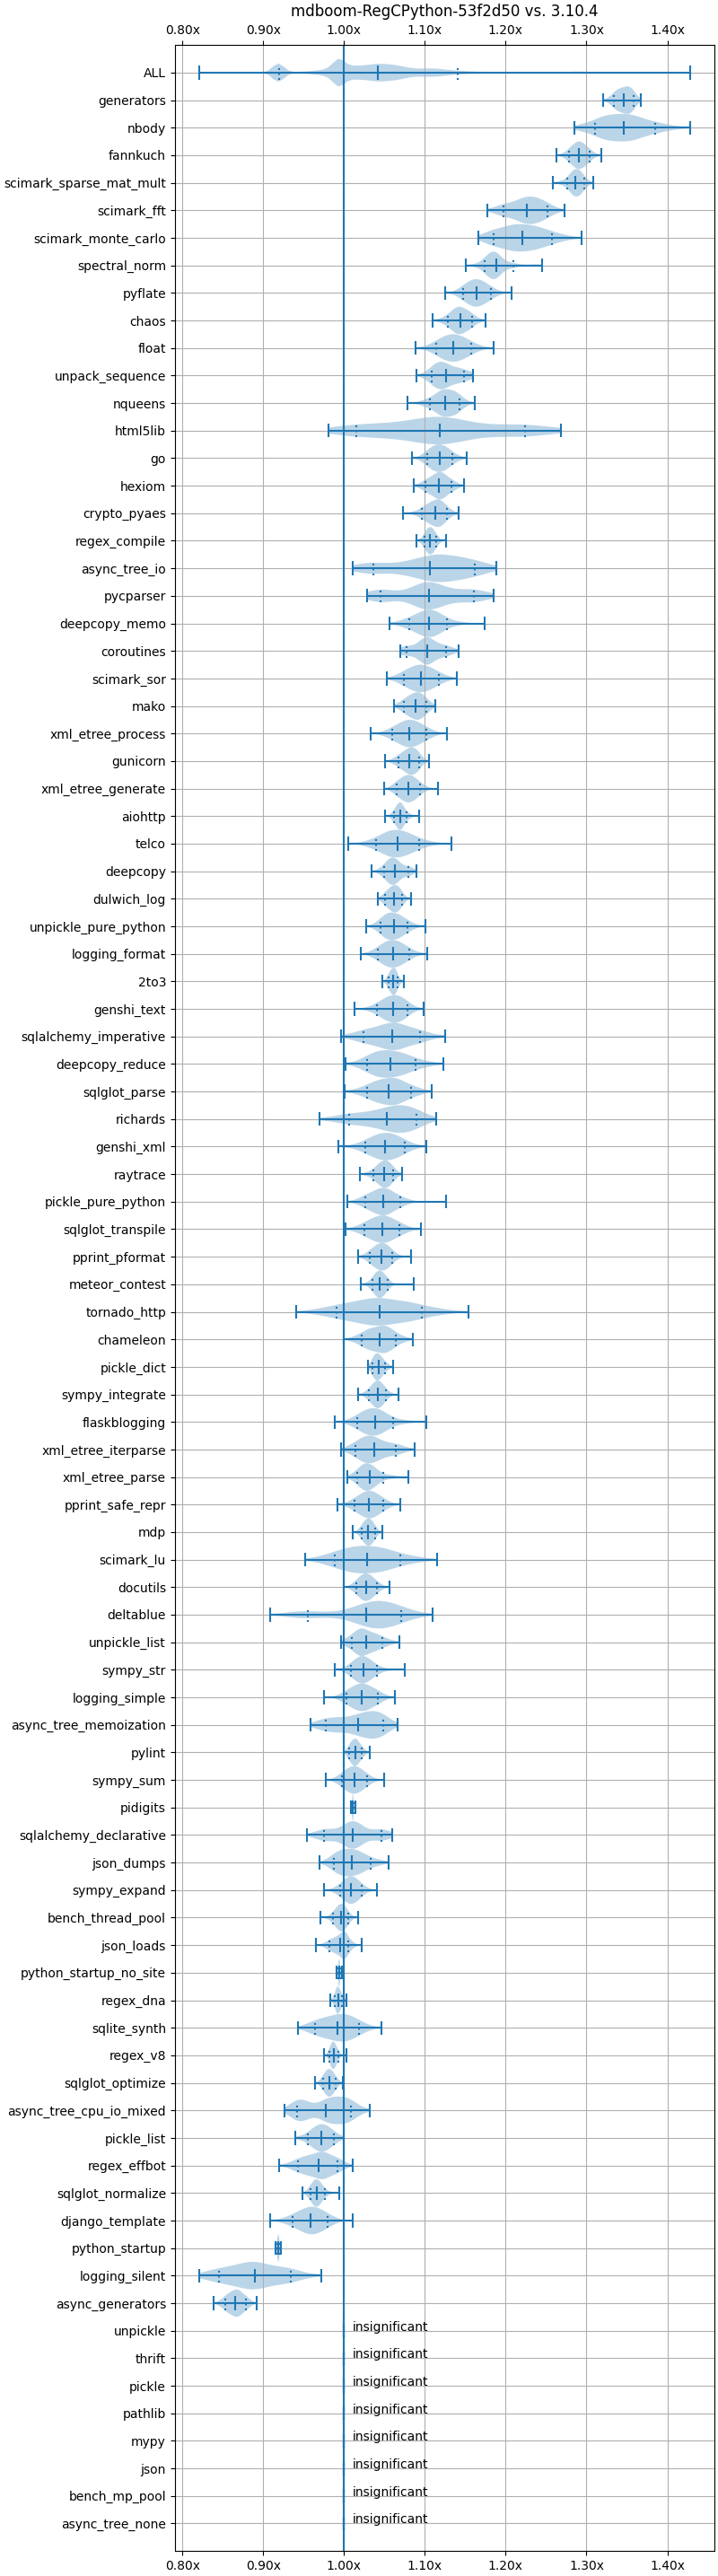 mdboom-RegCPython-53f2d50 vs. 3.10.4
0.80x 0.90x 1.00x 1.10x 1.20x 1.30x 1.40x
ALL
generators
nbody
fannkuch
scimark_sparse_mat_mult
scimark_fft
scimark_monte_carlo
spectral_norm
pyflate
chaos
float
unpack_sequence
nqueens
html5lib
go
hexiom
crypto_pyaes
regex_compile
async_tree_io
pycparser
deepcopy_memo
coroutines
scimark_sor
mako
xml_etree_process
gunicorn
xml_etree_generate
aiohttp
telco
deepcopy
dulwich_log
unpickle_pure_python
logging_format
2to3
genshi_text
sqlalchemy_imperative
deepcopy_reduce
sqlglot_parse
richards
genshi_xml
raytrace
pickle_pure_python
sqlglot_transpile
pprint_pformat
meteor_contest
tornado_http
chameleon
pickle_dict
sympy_integrate
flaskblogging
xml_etree_iterparse
xml_etree_parse
pprint_safe_repr
mdp
scimark_lu
docutils
deltablue
unpickle_list
sympy_str
logging_simple
async_tree_memoization
pylint
sympy_sum
pidigits
sqlalchemy_declarative
json_dumps
sympy_expand
bench_thread_pool
json_loads
python_startup_no_site
regex_dna
sqlite_synth
regex_v8
sqlglot_optimize
async_tree_cpu_io_mixed
pickle_list
regex_effbot
sqlglot_normalize
django_template
python_startup
logging_silent
async_generators
unpickle insignificant
thrift insignificant
pickle insignificant
pathlib insignificant
mypy insignificant
json insignificant
bench_mp_pool insignificant
async_tree_none insignificant
0.80x 0.90x 1.00x 1.10x 1.20x 1.30x 1.40x